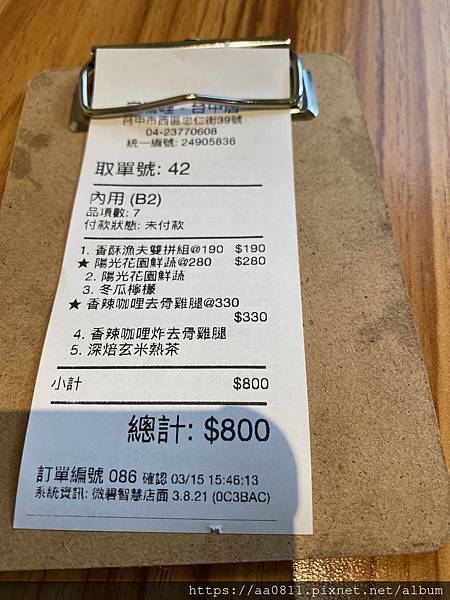 台中店
台中市西區忠仁街39號
04-23770608
統一編號: 24905836
取單號: 42
內用 (B2)
品項數: 7
付款狀態: 未付款
1. 香酥漁夫雙拼組@190 $190
★ 陽光花園鮮蔬@280 $280
2. 陽光花園鮮蔬
3. 冬瓜檸檬
★ 香辣咖哩去骨雞腿@330
$330
4. 香辣咖哩炸去骨雞腿
5. 深焙玄米熱茶
小計 $800
總計: $800
訂單編號 086 確認 03/15 15:46:13
系統資訊: 微碧智慧店面 3.8.21 (0C3BAC)
https://aa0811.pixnet.net/album